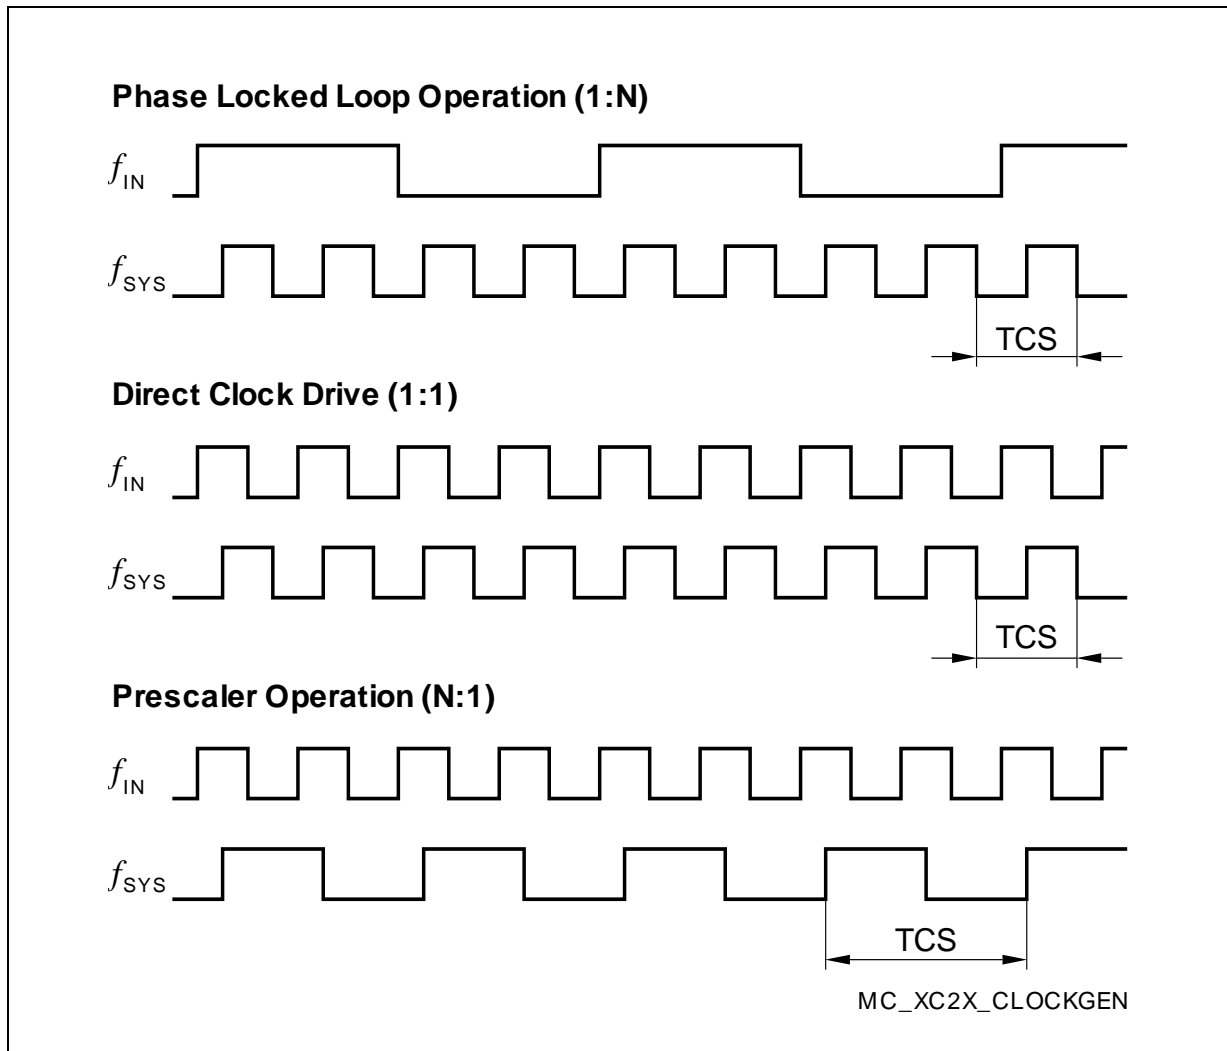 Phase Locked Loop Operation (1:N)
fIN
fSYS
TCS
Direct Clock Drive (1:1)
fIN
fSYS
TCS
Prescaler Operation (N:1)
fIN
fSYS
TCS
MC_XC2X_CLOCKGEN